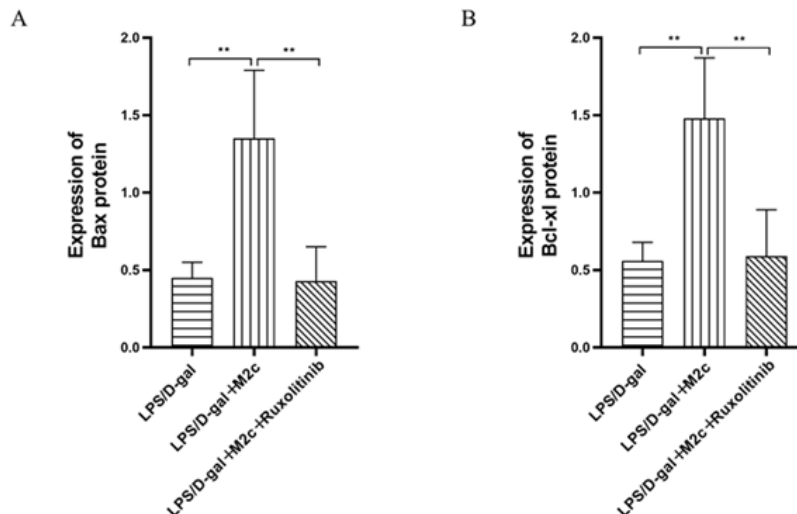 A
Expression of
Bax protein
2.0
1.5
1.0
0.5
0.0
**
**
LPS/D-gal
LPS/D-gal+M2c
LPS/D-gal+M2c+Ruxolitinib
B
Expression of
Bcl-xl protein
2.0
1.5
1.0
0.5
0.0
**
**
LPS/D-gal
LPS/D-gal+M2c
LPS/D-gal+M2c+Ruxolitinib